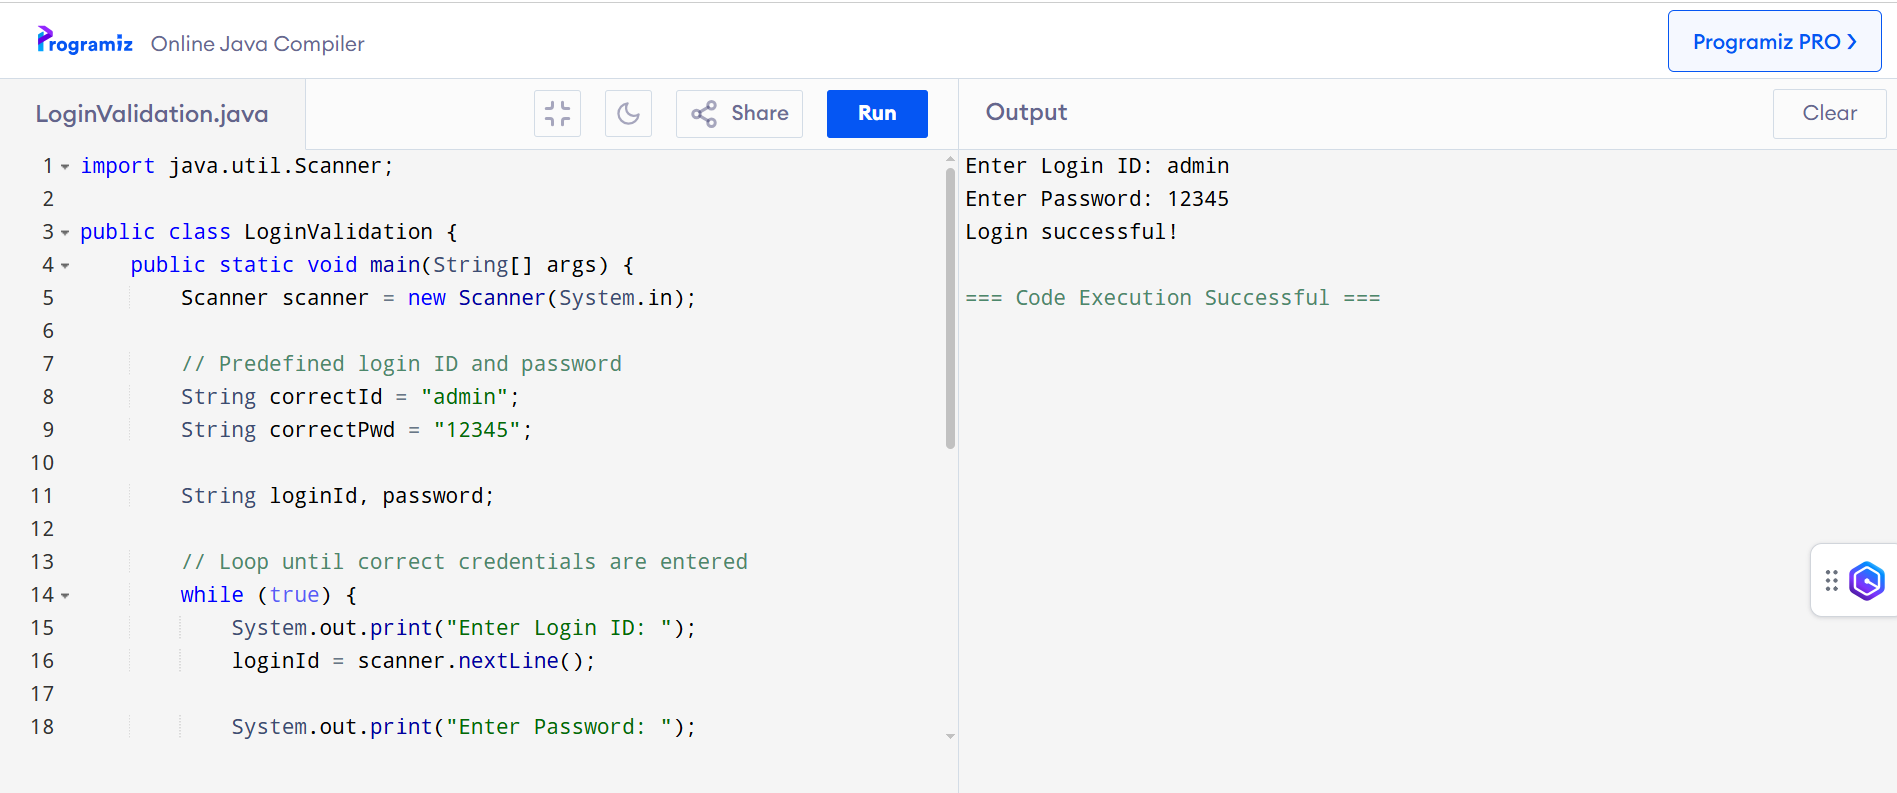 Programiz Online Java Compiler
Programiz PRO
LoginValidation.java
Share
Run
Output
Clear
1 import java.util.Scanner;
2
3 public class LoginValidation {
4 public static void main(String[] args) {
5 Scanner scanner = new Scanner(System.in);
6
7 // Predefined login ID and password
8 String correctId = "admin";
9 String correctPwd = "12345";
10
11 String loginId, password;
12
13 // Loop until correct credentials are entered
14 while (true) {
15 System.out.print("Enter Login ID: ");
16 loginId = scanner.nextLine();
17
18 System.out.print("Enter Password: ");
Enter Login ID: admin
Enter Password: 12345
Login successful!
=== Code Execution Successful ===